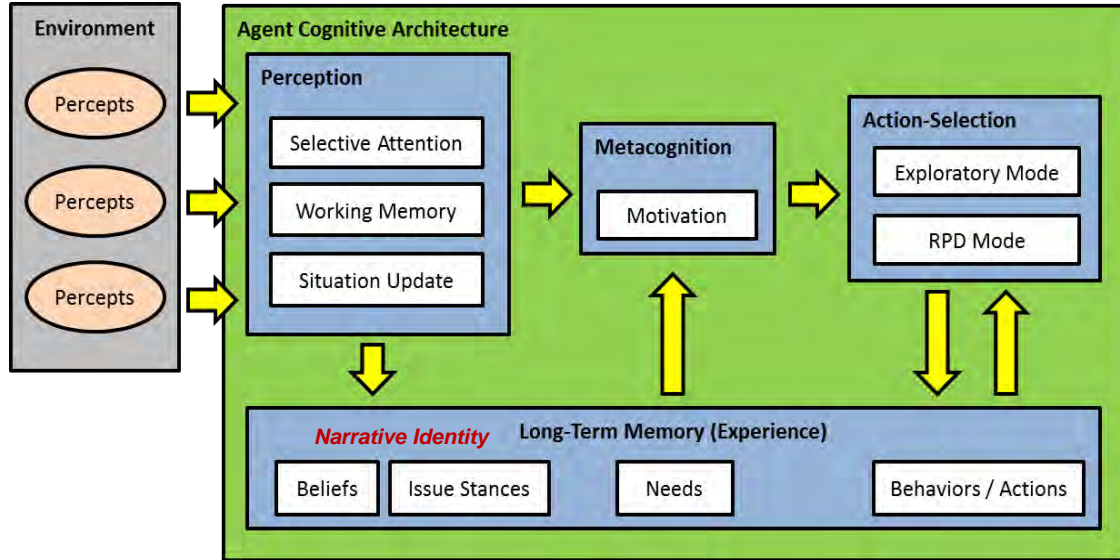 Environment
Percepts
Percepts
Percepts
Agent Cognitive Architecture
Perception
Selective Attention
Working Memory
Situation Update
Metacognition
Motivation
Action-Selection
Exploratory Mode
RPD Mode
Narrative Identity
Long-Term Memory (Experience)
Beliefs
Issue Stances
Needs
Behaviors / Actions